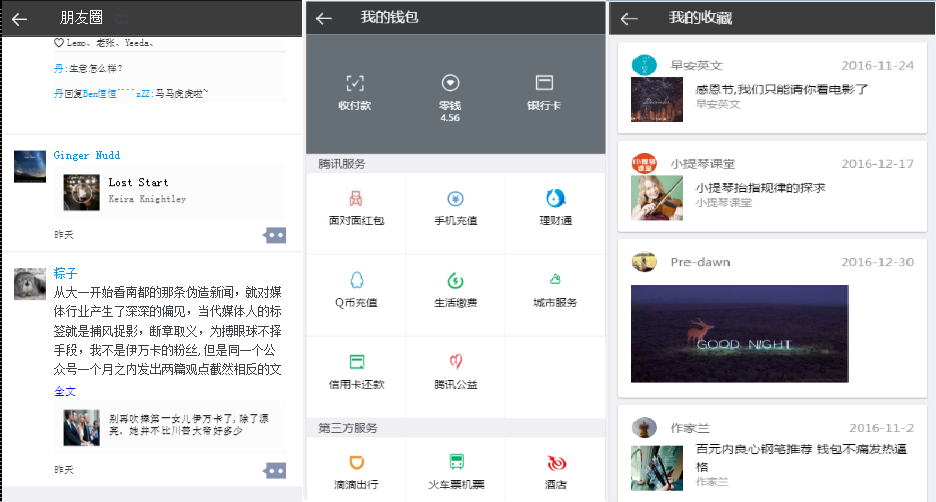 朋友圈
Lemo、老张、Yeeda、
丹:生意怎么样?
丹回复Ben恒恒^^^^zZZ:马马虎虎啦~
Ginger Nudd
Lost Start
Keira Knightley
昨天
粽子
从大一开始看南都的那条伪造新闻，就对媒
体行业产生了深深的偏见，当代媒体人的标
签就是捕风捉影，断章取义，为搏眼球不择
手段，我不是伊万卡的粉丝,但是同一个公
众号一个月之内发出两篇观点截然相反的文
全文
别再吹捧第一女儿伊万卡了,除了漂
亮，她并不比川普大帝好多少
昨天
我的钱包
收付款
零钱
4.56
银行卡
腾讯服务
面对面红包
手机充值
理财通
Q币充值
生活缴费
城市服务
信用卡还款
腾讯公益
第三方服务
滴滴出行
火车票机票
酒店
我的收藏
早安英文
2016-11-24
感恩节,我们只能请你看电影了
早安英文
小提琴课堂
2016-12-17
小提琴抬指规律的探求
小提琴课堂
Pre-dawn
2016-12-30
GOOD NIGHT
作家兰
2016-11-2
百元内良心钢笔推荐 钱包不痛发热逼
格
作家兰